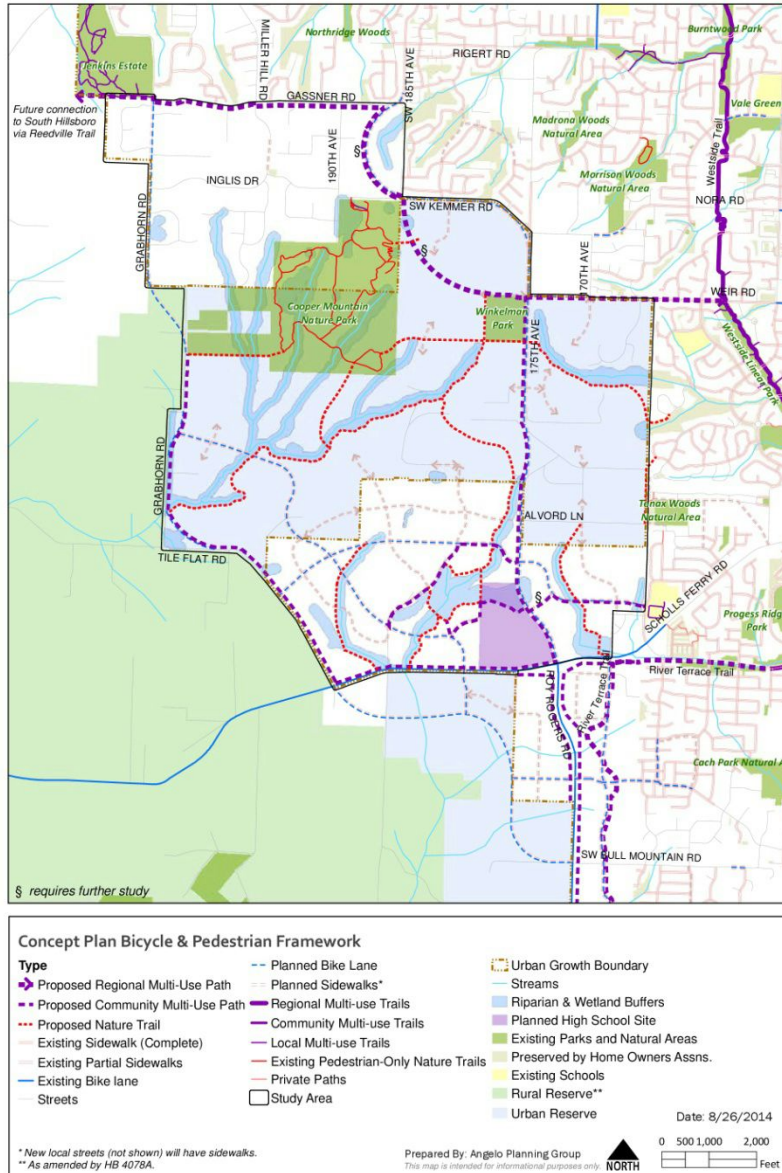 Northridge Woods
Burntwood Park
MILLER HILL RD
RIGERT RD
Jenkins Estate
GASSNER RD
SW 185TH AVE
Vale Green
Madrona Woods
Natural Area
Future connection
to South Hillsboro
via Reedville Trail
Westside Trail
§
190TH AVE
Morrison Woods
Natural Area
INGLIS DR
NORA RD
SW KEMMER RD
GRABHORN RD
§
170TH AVE
WEIR RD
Cooper Mountain
Nature Park
Winkelman
Park
175TH AVE
Westside Linear Park
GRABHORN RD
ALVORD LN
Tenax Woods
Natural Area
TILE FLAT RD
SCHOLLS FERRY RD
§
Progess Ridge
Park
River Terrace Trail
River Terrace Trail
ROY ROGERS RD
Cach Park Natural A
SW BULL MOUNTAIN RD
§ requires further study
Concept Plan Bicycle & Pedestrian Framework
Type
Proposed Regional Multi-Use Path
Proposed Community Multi-Use Path
Proposed Nature Trail
Existing Sidewalk (Complete)
Existing Partial Sidewalks
Existing Bike lane
Streets
Planned Bike Lane
Planned Sidewalks*
Regional Multi-use Trails
Community Multi-use Trails
Local Multi-use Trails
Existing Pedestrian-Only Nature Trails
Private Paths
Study Area
Urban Growth Boundary
Streams
Riparian & Wetland Buffers
Planned High School Site
Existing Parks and Natural Areas
Preserved by Home Owners Assns.
Existing Schools
Rural Reserve**
Urban Reserve
Date: 8/26/2014
* New local streets (not shown) will have sidewalks.
** As amended by HB 4078A.
Prepared By: Angelo Planning Group
This map is intended for informational purposes only.
NORTH
0 500 1,000 2,000
Feet